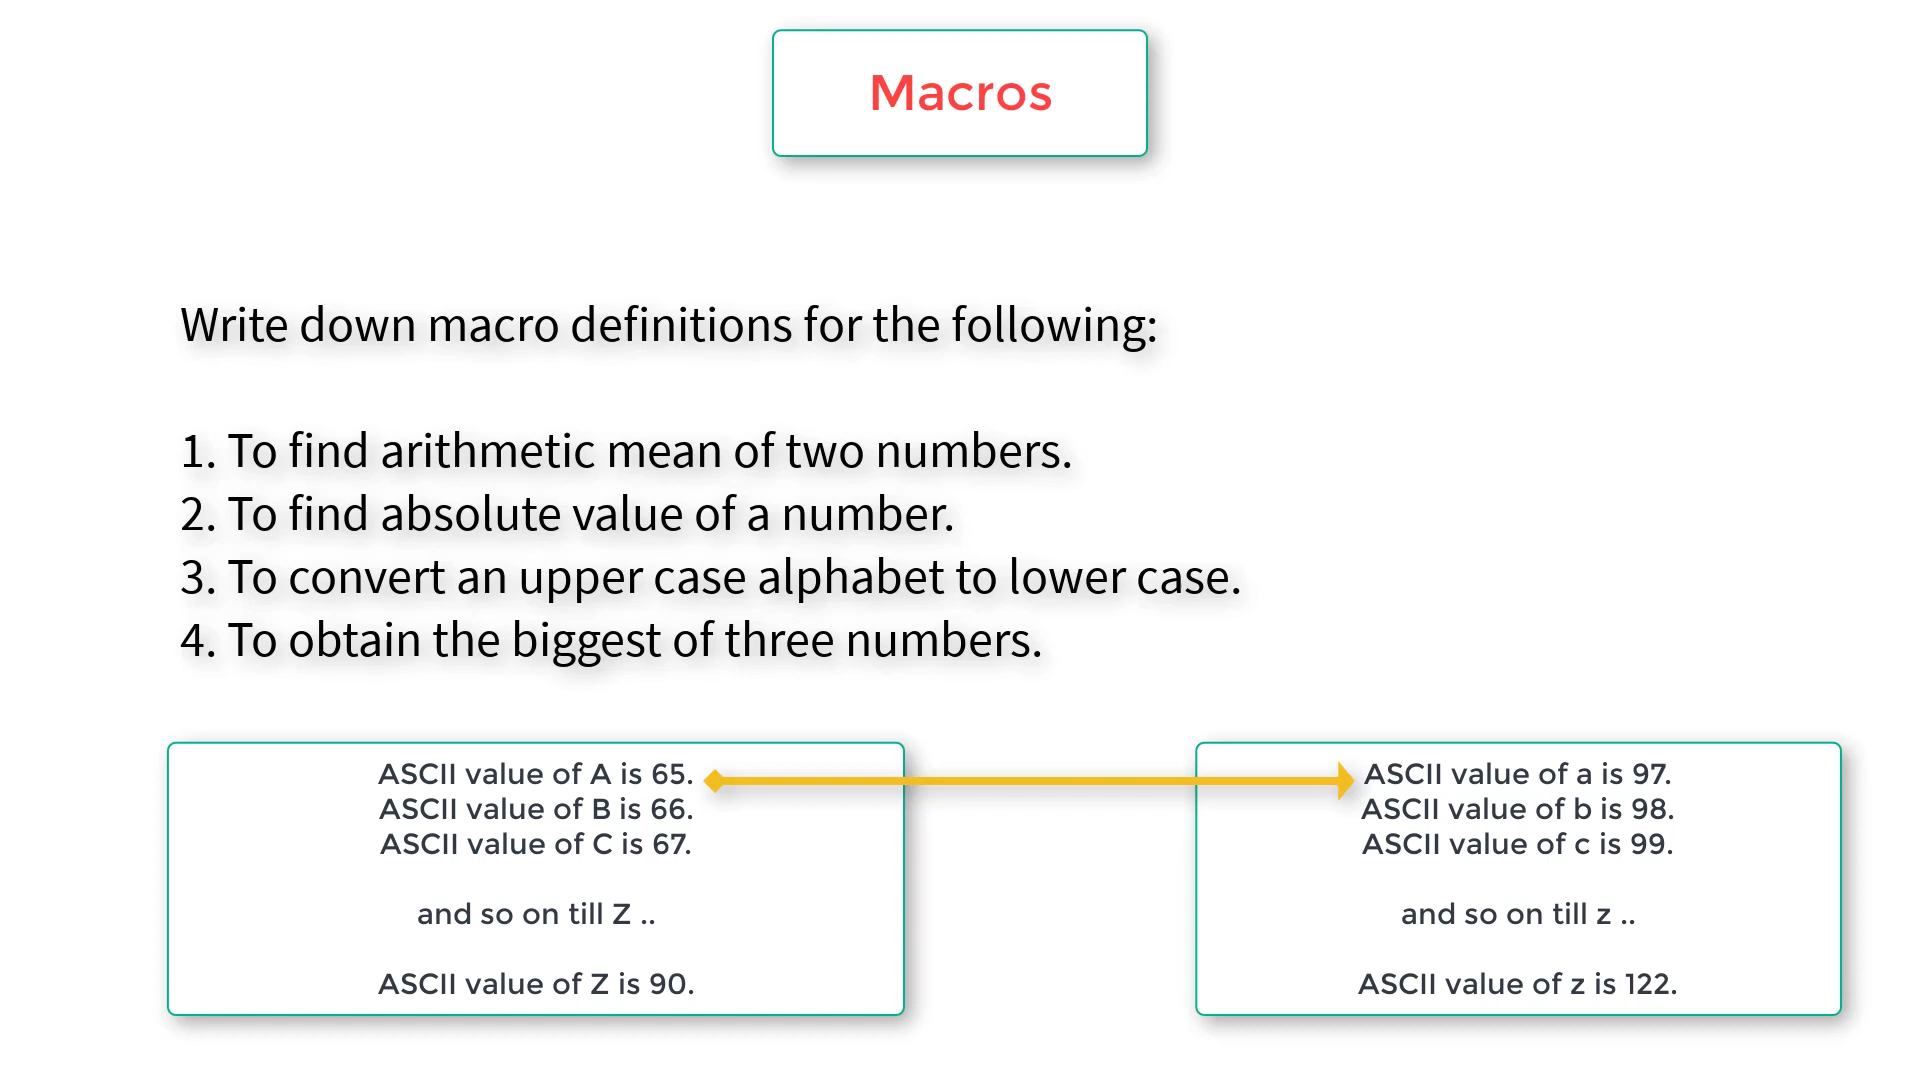 Macros
Write down macro definitions for the following:
1. To find arithmetic mean of two numbers.
2. To find absolute value of a number.
3. To convert an upper case alphabet to lower case.
4. To obtain the biggest of three numbers.
ASCII value of A is 65.
ASCII value of B is 66.
ASCII value of C is 67.
and so on till Z ..
ASCII value of Z is 90.
ASCII value of a is 97.
ASCII value of b is 98.
ASCII value of c is 99.
and so on till z ..
ASCII value of z is 122.